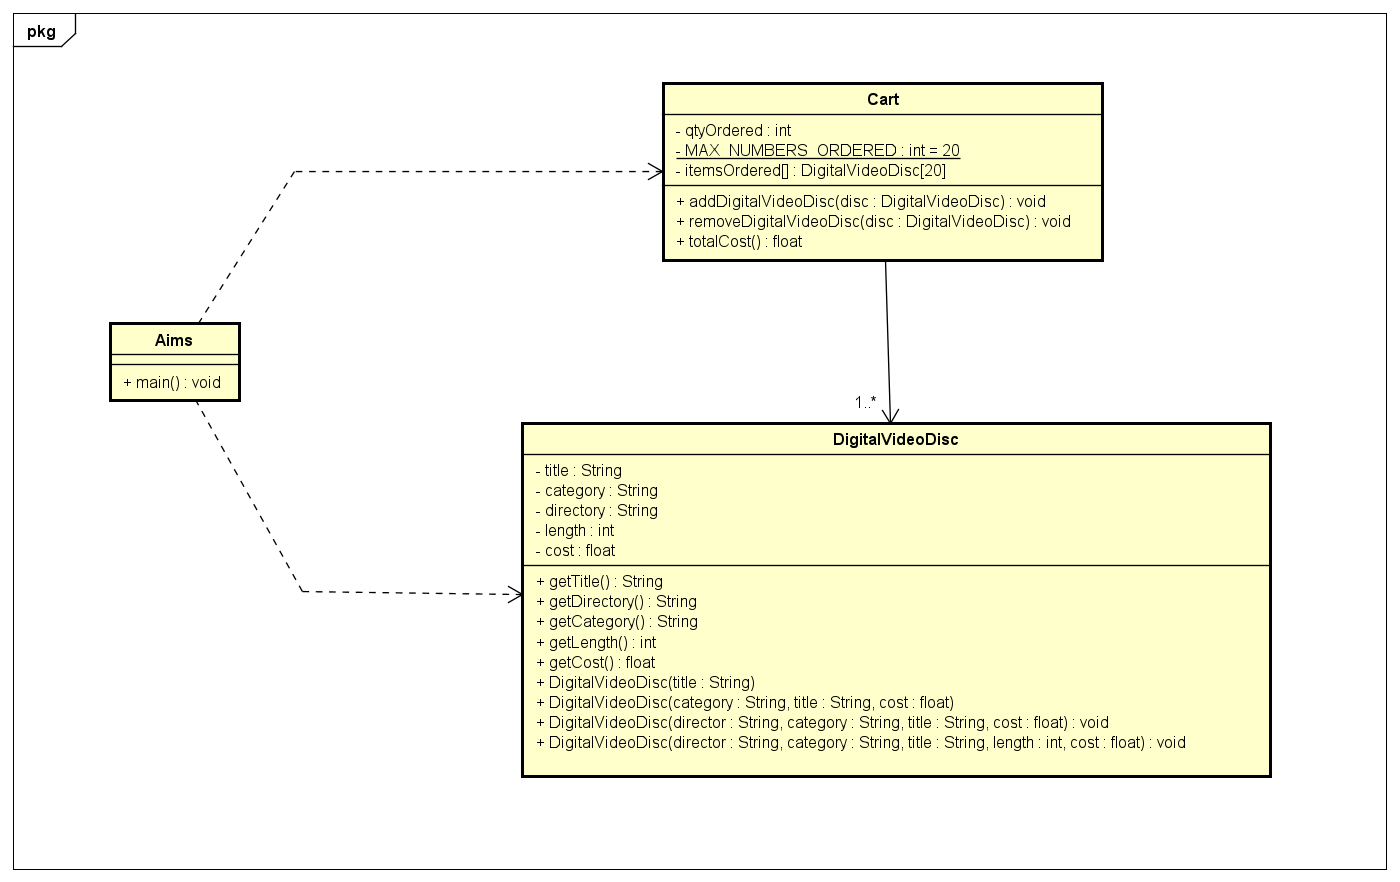 pkg
Cart
- qtyOrdered : int
- MAX_NUMBERS_ORDERED : int = 20
- itemsOrdered[] : DigitalVideoDisc[20]
+ addDigitalVideoDisc(disc : DigitalVideoDisc) : void
+ removeDigitalVideoDisc(disc : DigitalVideoDisc) : void
+ totalCost() : float
Aims
+ main() : void
1..*
DigitalVideoDisc
- title : String
- category : String
- directory : String
- length : int
- cost : float
+ getTitle() : String
+ getDirectory() : String
+ getCategory() : String
+ getLength() : int
+ getCost() : float
+ DigitalVideoDisc(title : String)
+ DigitalVideoDisc(category : String, title : String, cost : float)
+ DigitalVideoDisc(director : String, category : String, title : String, cost : float) : void
+ DigitalVideoDisc(director : String, category : String, title : String, length : int, cost : float) : void